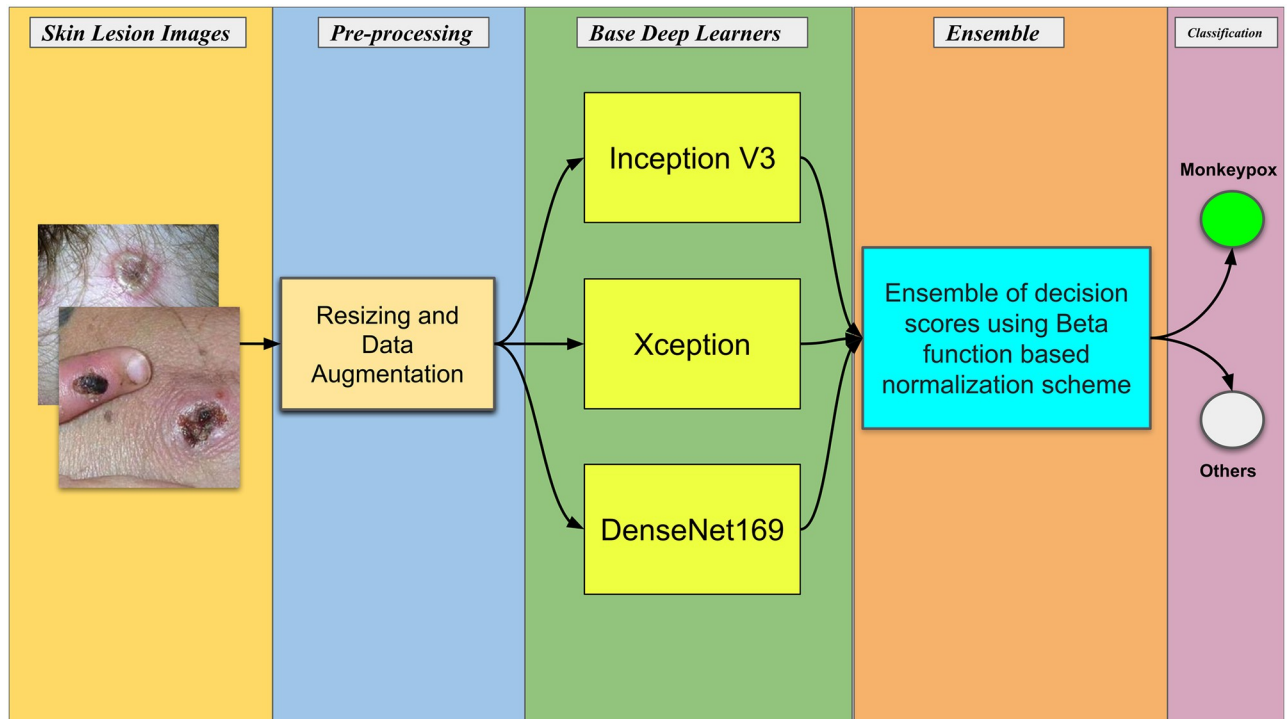 Skin Lesion Images
Pre-processing
Base Deep Learners
Ensemble
Classification
Resizing and
Data
Augmentation
Inception V3
Xception
DenseNet169
Ensemble of decision
scores using Beta
function based
normalization scheme
Monkeypox
Others